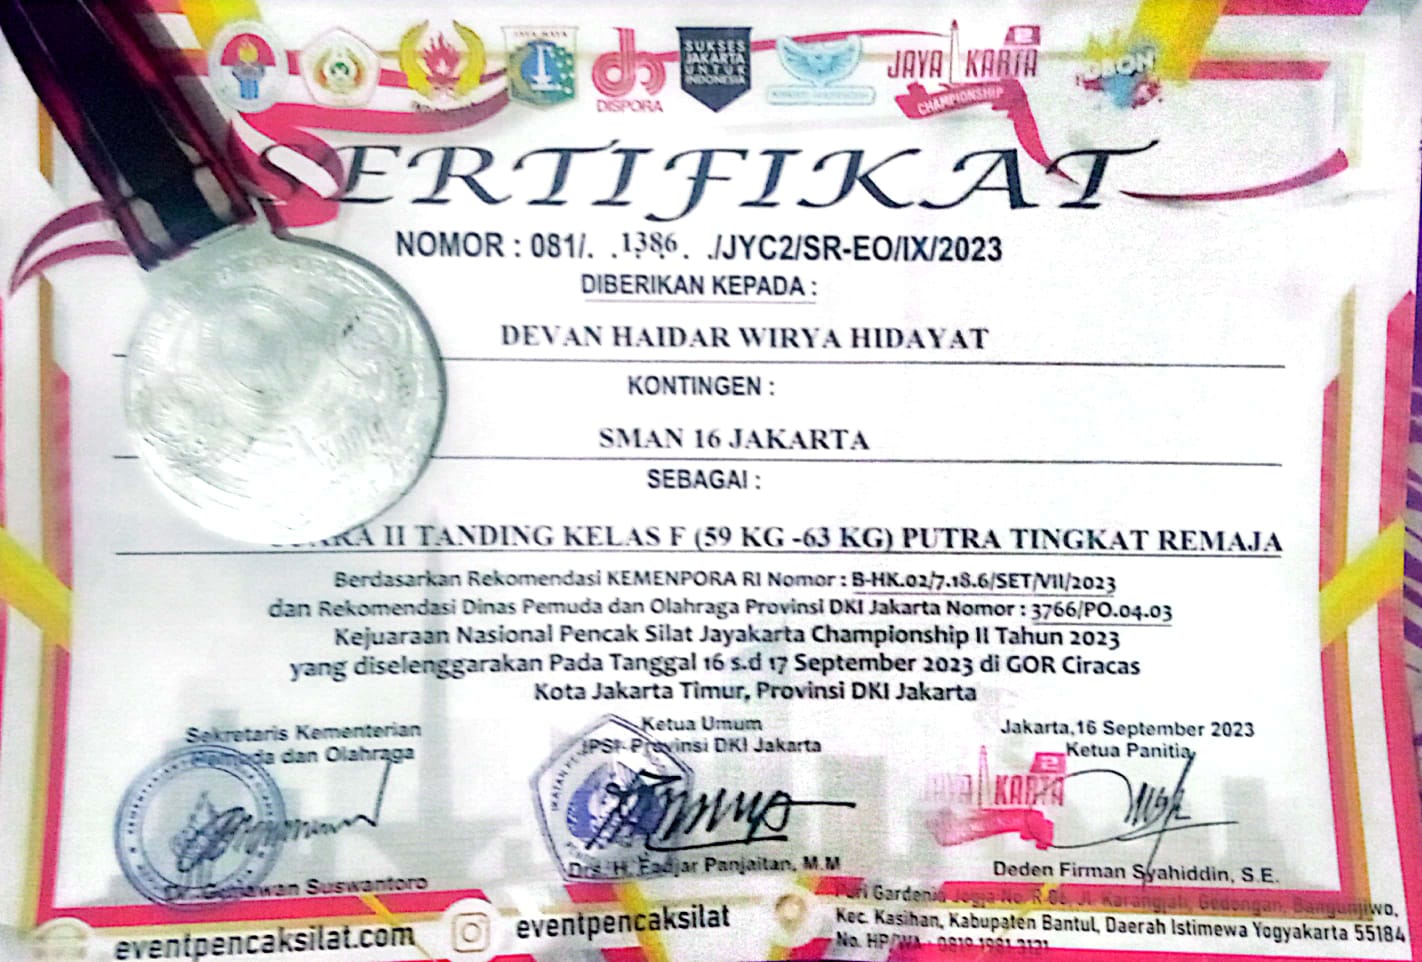 JAYA RAYA
DISPORA
SUKSES
JAKARTA
UNTUK
INDONESIA
JAYA KARTA
2
CHAMPIONSHIP
SERTIFIKAT
NOMOR : 081/. .1386. ./JYC2/SR-EO/IX/2023
DIBERIKAN KEPADA :
DEVAN HAIDAR WIRYA HIDAYAT
KONTINGEN :
SMAN 16 JAKARTA
SEBAGAI :
II TANDING KELAS F (59 KG -63 KG) PUTRA TINGKAT REMAJA
Berdasarkan Rekomendasi KEMENPORA RI Nomor : B-HK.02/7.18.6/SET/VII/2023
dan Rekomendasi Dinas Pemuda dan Olahraga Provinsi DKI Jakarta Nomor : 3766/PO.04.03
Kejuaraan Nasional Pencak Silat Jayakarta Championship II Tahun 2023
yang diselenggarakan Pada Tanggal 16 s.d 17 September 2023 di GOR Ciracas
Kota Jakarta Timur, Provinsi DKI Jakarta
Sekretaris Kementerian
Pemuda dan Olahraga
Dr. Gunawan Suswantoro
Ketua Umum
IPSI Provinsi DKI Jakarta
Drs. H. Fadjar Panjaitan, M.M
Jakarta,16 September 2023
Ketua Panitia
JAYA KARTA
2
Deden Firman Syahiddin, S.E.
eventpencaksilat.com
eventpencaksilat
Puri Gardenia Jogja No. Jl. Karangjati, Gedongan, Bangunjiwo,
Kec. Kasihan, Kabupaten Bantul, Daerah Istimewa Yogyakarta 55184
No. HP/WA : 0819 1981 3121